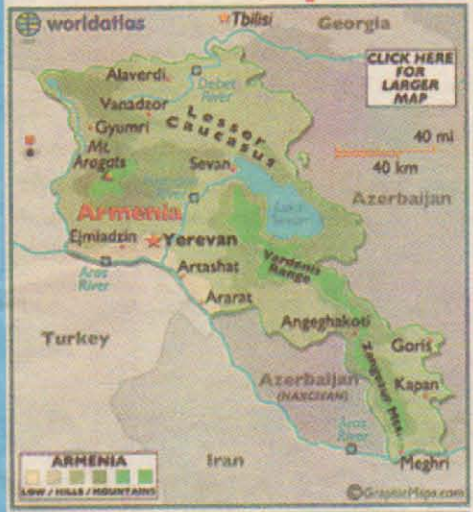 worldatlas
Tbilisi
Georgia
CLICK HERE
FOR
LARGER
MAP
Alaverdi
Debet
River
Vanadzor
Lesser
Caucasus
Gyumri
Mt.
Aragats
40 mi
40 km
Sevan
Azerbaijan
Armenia
Lake
Sevan
Ejmiadzin
Yerevan
Aras
River
Artashat
Vardenis
Range
Ararat
Angeghakoti
Turkey
Goris
Zangezur Mts.
Azerbaijan
(NAXCIVAN)
Kapan
Aras
River
Iran
Meghri
ARMENIA
LOW / HILLS / MOUNTAINS
©GraphicMaps.com